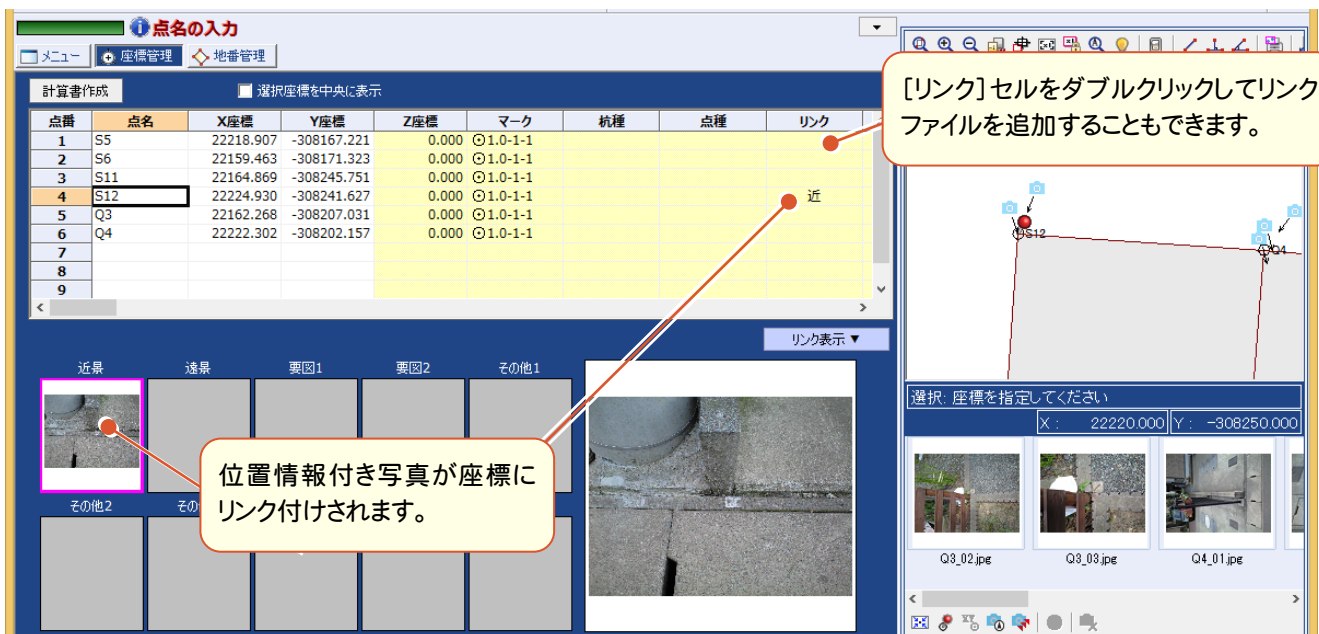 点名の入力
メニュー 座標管理 地番管理
計算書作成 選択座標を中央に表示
点番 点名 X座標 Y座標 Z座標 マーク 杭種 点種 リンク
1 S5 22218.907 -308167.221 0.000 ⊙1.0-1-1
2 S6 22159.463 -308171.323 0.000 ⊙1.0-1-1
3 S11 22164.869 -308245.751 0.000 ⊙1.0-1-1
4 S12 22224.930 -308241.627 0.000 ⊙1.0-1-1 近
5 Q3 22162.268 -308207.031 0.000 ⊙1.0-1-1
6 Q4 22222.302 -308202.157 0.000 ⊙1.0-1-1
7
8
9
[リンク]セルをダブルクリックしてリンク
ファイルを追加することもできます。
S12
Q4
リンク表示 ▼
近景 遠景 要図1 要図2 その他1
その他2
位置情報付き写真が座標に
リンク付けされます。
選択: 座標を指定してください
X : 22220.000 Y : -308250.000
Q3_02.jpg Q3_03.jpg Q4_01.jpg